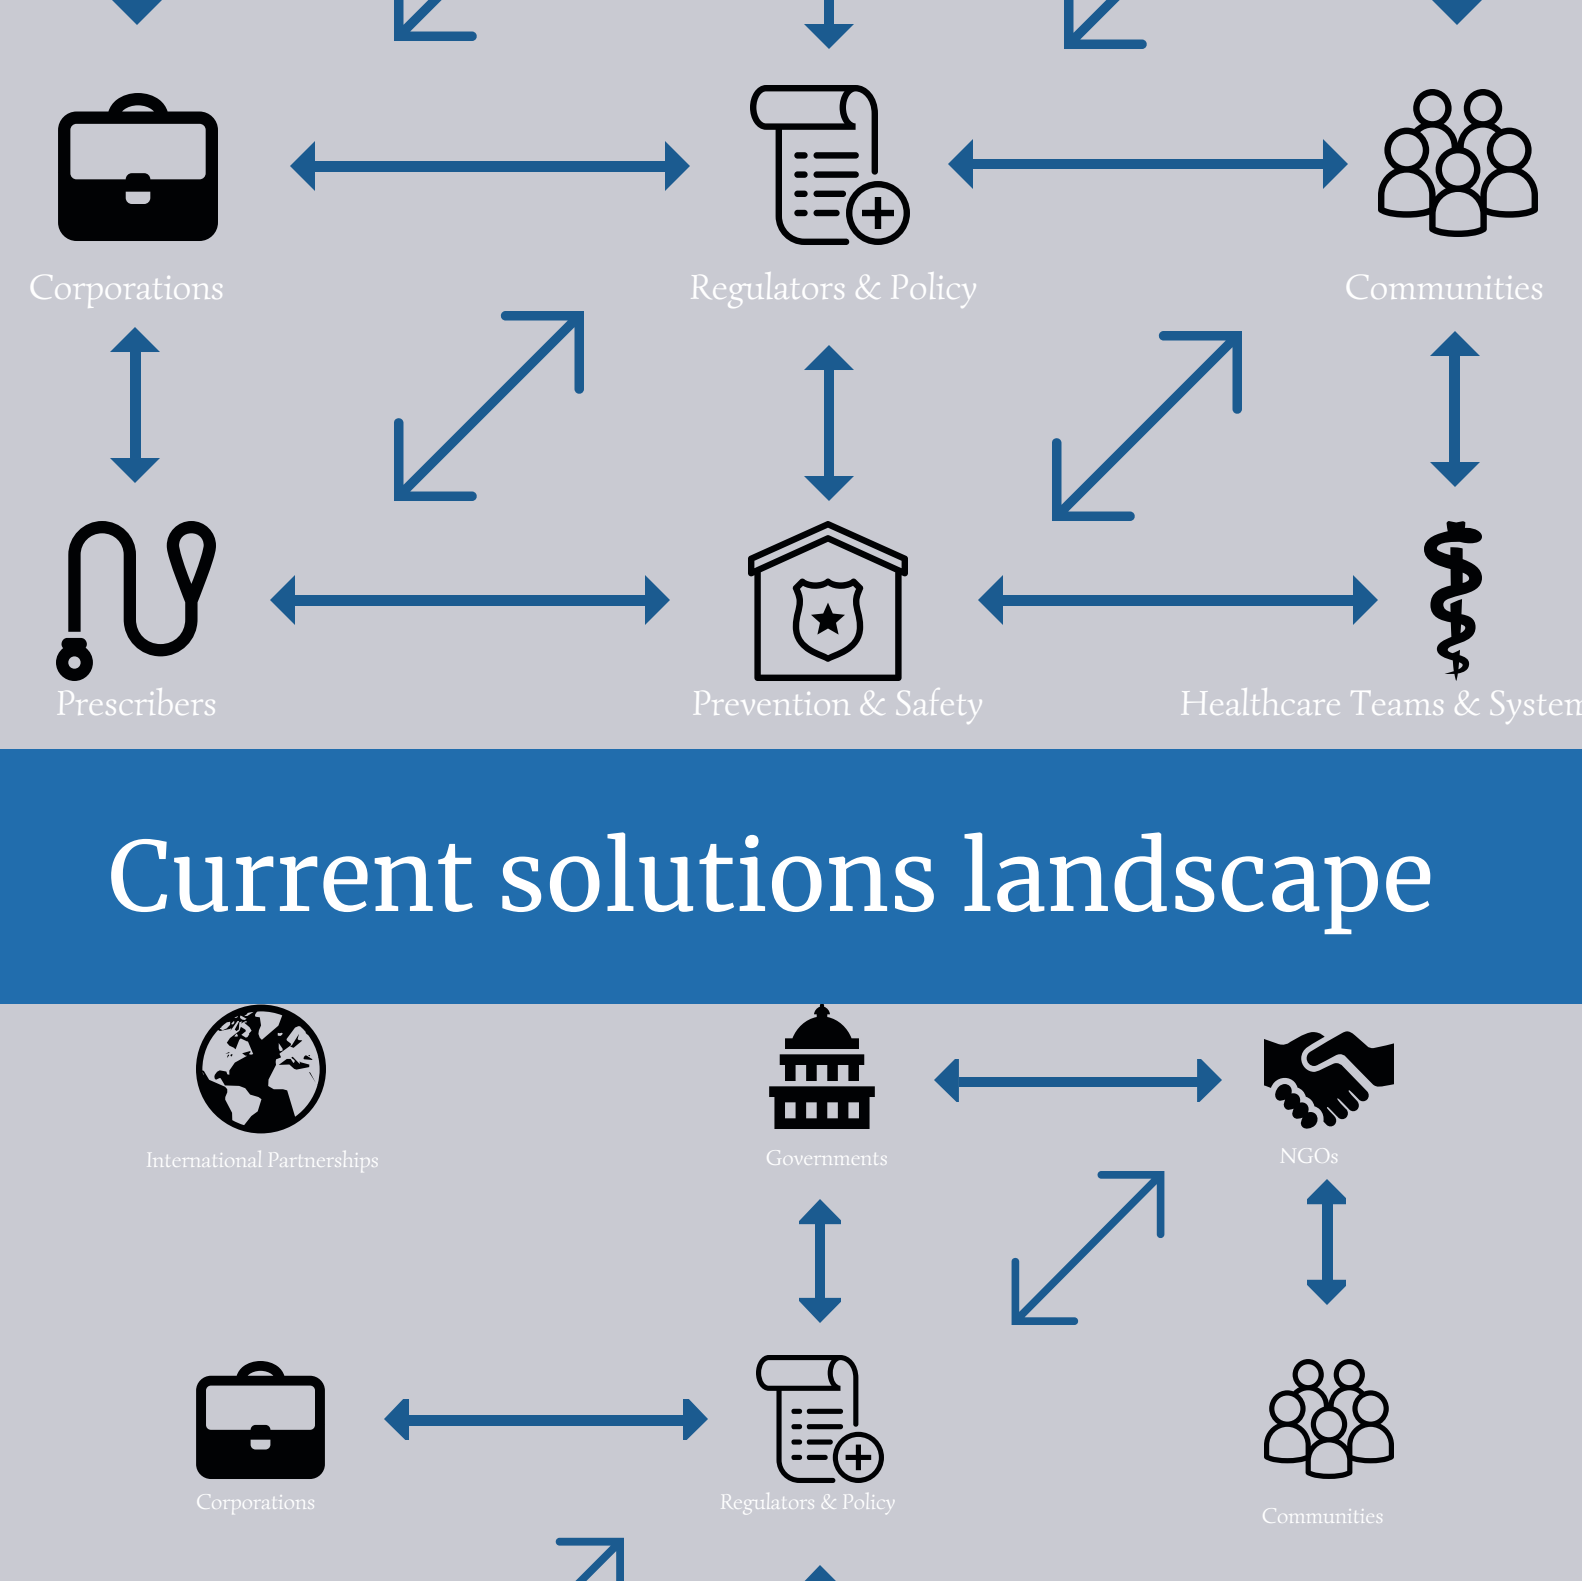 Corporations
Regulators & Policy
Communities
Prescribers
Prevention & Safety
Healthcare Teams & System
Current solutions landscape
International Partnerships
Governments
NGOs
Corporations
Regulators & Policy
Communities